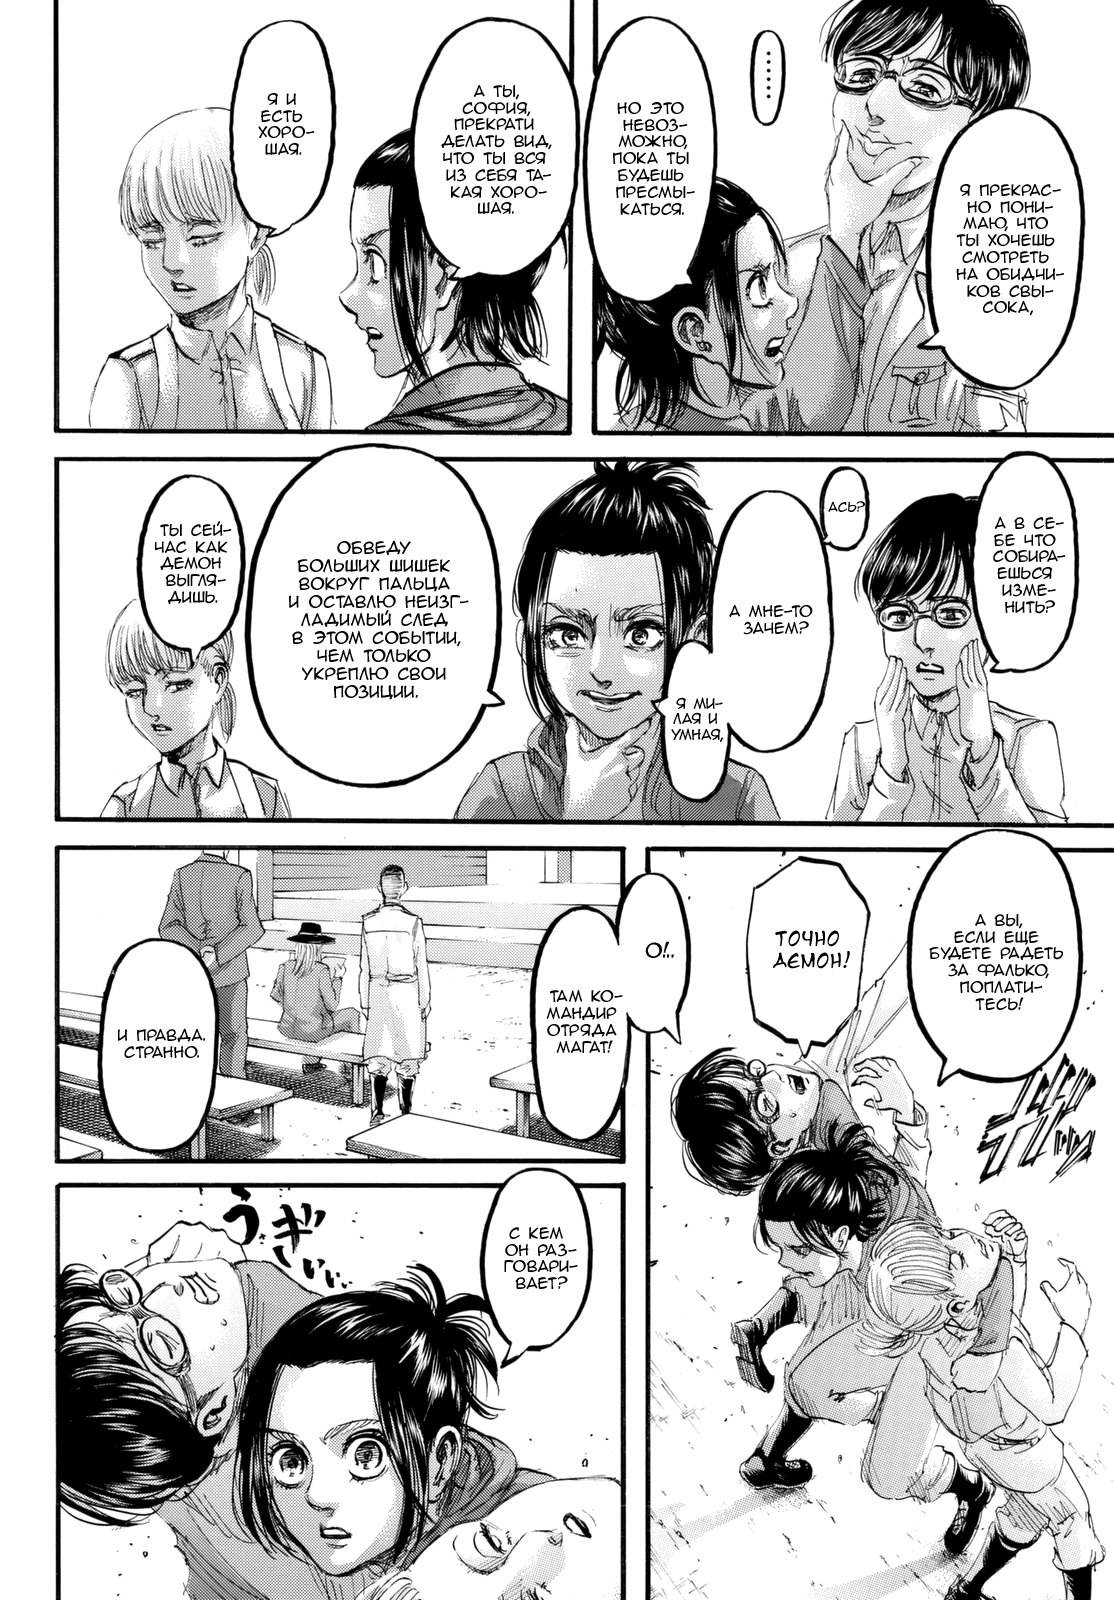 ……
Я ПРЕКРАС-
НО ПОНИ-
МАЮ, ЧТО
ТЫ ХОЧЕШЬ
СМОТРЕТЬ
НА ОБИДЧИ-
КОВ СВЫ-
СОКА,
НО ЭТО
НЕВОЗ-
МОЖНО,
ПОКА ТЫ
БУДЕШЬ
ПРЕСМЫ-
КАТЬСЯ.
А ТЫ,
СОФИЯ,
ПРЕКРАТИ
ДЕЛАТЬ ВИД,
ЧТО ТЫ ВСЯ
ИЗ СЕБЯ ТА-
КАЯ ХОРО-
ШАЯ.
Я И
ЕСТЬ
ХОРО-
ШАЯ.
А В СЕ-
БЕ ЧТО
СОБИРА-
ЕШЬСЯ
ИЗМЕ-
НИТЬ?
АСЬ?
А МНЕ-ТО
ЗАЧЕМ?
Я МИ-
ЛАЯ И
УМНАЯ,
ОБВЕДУ
БОЛЬШИХ ШИШЕК
ВОКРУГ ПАЛЬЦА
И ОСТАВЛЮ НЕИЗГ-
ЛАДИМЫЙ СЛЕД
В ЭТОМ СОБЫТИИ,
ЧЕМ ТОЛЬКО
УКРЕПЛЮ СВОИ
ПОЗИЦИИ.
ТЫ СЕЙ-
ЧАС КАК
ДЕМОН
ВЫГЛЯ-
ДИШЬ.
А ВЫ,
ЕСЛИ ЕЩЕ
БУДЕТЕ РАДЕТЬ
ЗА ФАЛЬКО,
ПОПЛАТИ-
ТЕСЬ!
ТОЧНО
ДЕМОН!
О!..
ТАМ КО-
МАНДИР
ОТРЯДА
МАГАТ!
И ПРАВДА.
СТРАННО.
С КЕМ
ОН РАЗ-
ГОВАРИ-
ВАЕТ?
うぎぃぃぃ